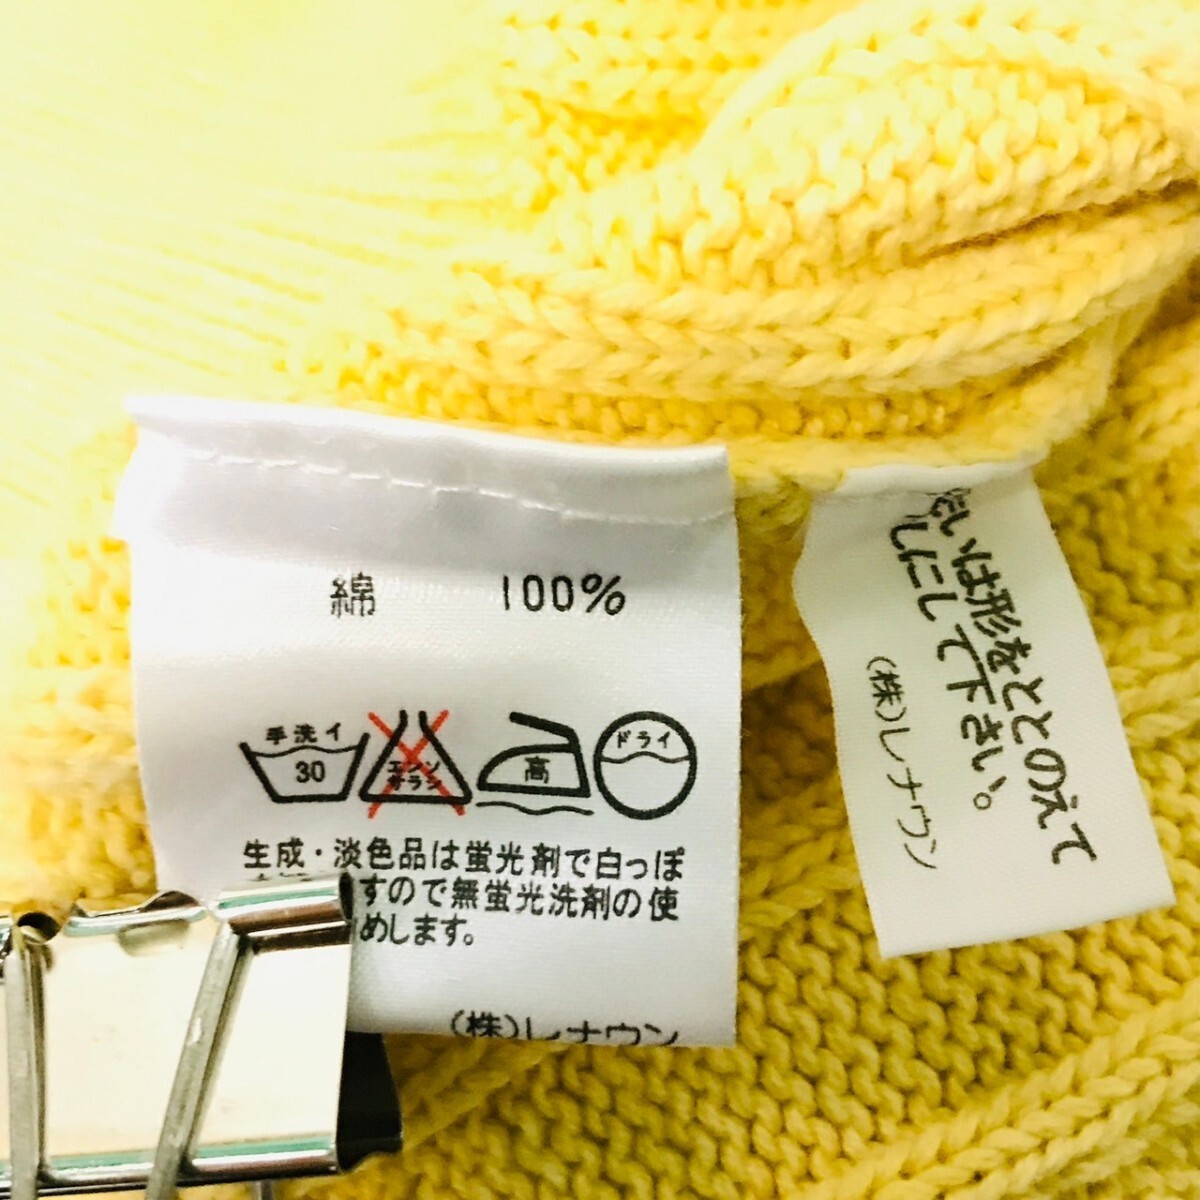 綿 100%
手洗イ
30
エンソ
サラシ
高
ドライ
生成・淡色品は蛍光剤で白っぽ
すので無蛍光洗剤の使
めします。
(株)レナウン
いは形をととのえて
しにして下さい。
(株)レナウン